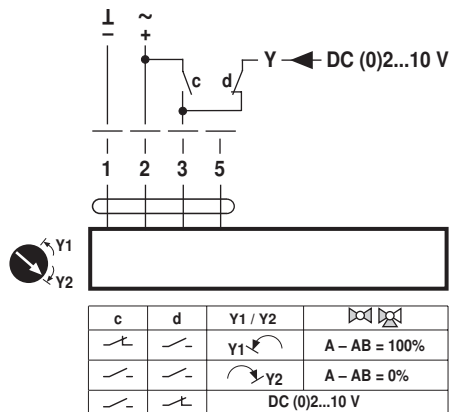 ⊥ ~
– +
Y DC (0)2...10 V
c d
1 2 3 5
Y1
Y2
c d Y1 / Y2
Y1 A – AB = 100%
Y2 A – AB = 0%
DC (0)2...10 V